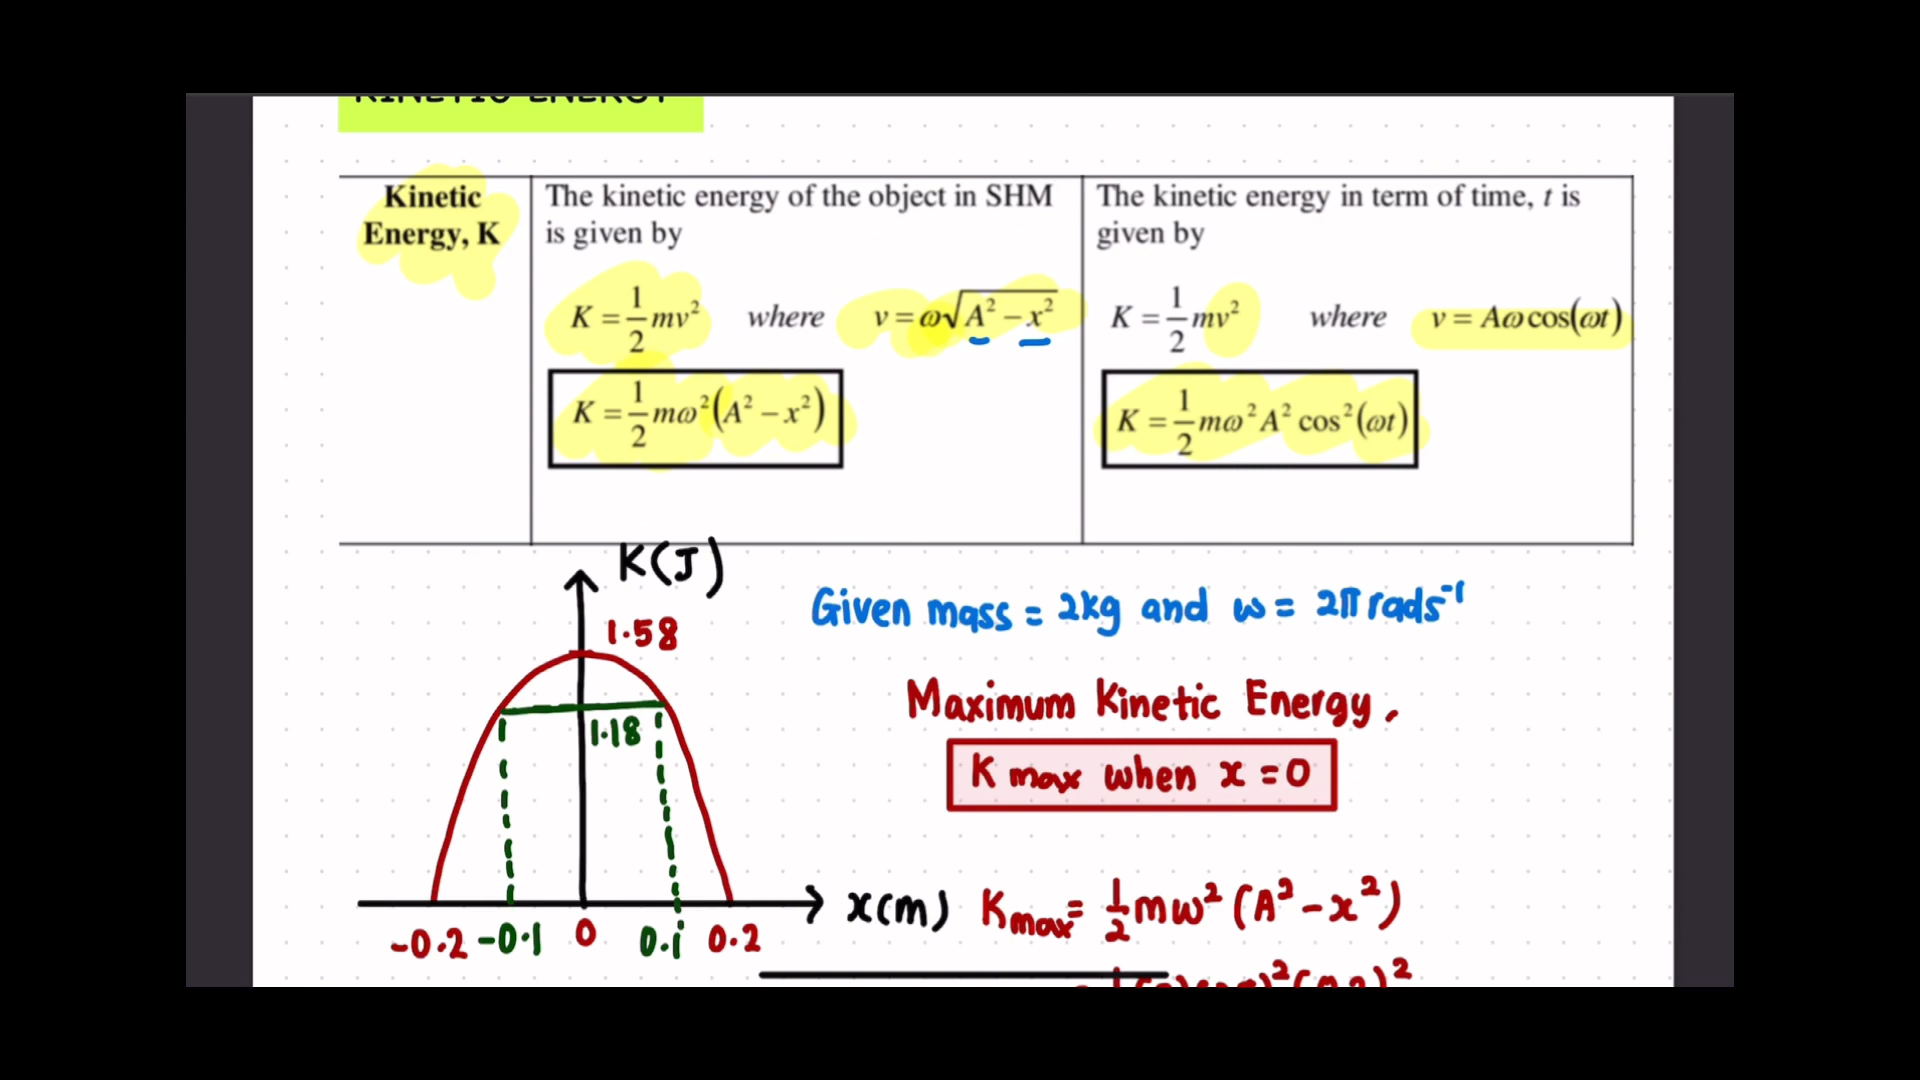 KINETIC ENERGY
Kinetic
Energy, K
The kinetic energy of the object in SHM
is given by
K = 1/2 mv² where v = ω√(A² − x²)
K = 1/2 mω²(A² − x²)
The kinetic energy in term of time, t is
given by
K = 1/2 mv² where v = Aω cos(ωt)
K = 1/2 mω² A² cos²(ωt)
K(J)
1.58
1.18
-0.2 -0.1 0 0.1 0.2
x(m)
Given mass = 2kg and ω = 2π rads⁻¹
Maximum Kinetic Energy,
K max when x = 0
Kmax = 1/2 mω² (A² − x²)